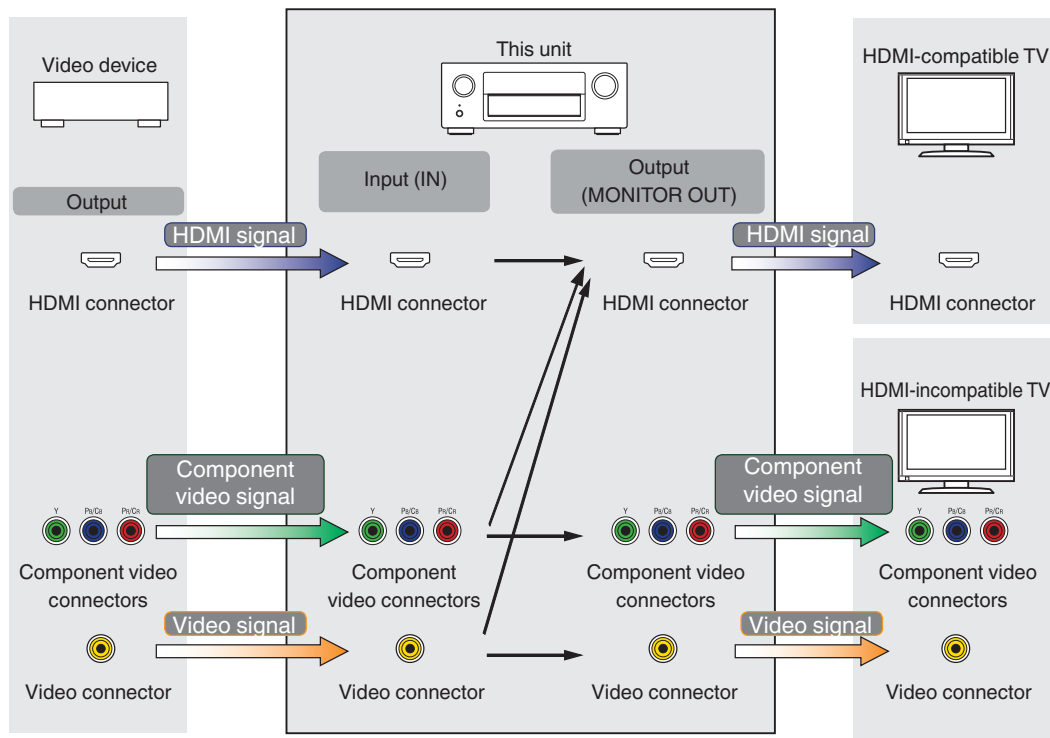 Video device
This unit
HDMI-compatible TV
Output
Input (IN)
Output
(MONITOR OUT)
HDMI signal
HDMI signal
HDMI connector
HDMI connector
HDMI connector
HDMI connector
HDMI-incompatible TV
Component
video signal
Component
video signal
Y PB/CB PR/CR
Y PB/CB PR/CR
Y PB/CB PR/CR
Y PB/CB PR/CR
Component video
connectors
Component
video connectors
Component video
connectors
Component video
connectors
Video signal
Video signal
Video connector
Video connector
Video connector
Video connector